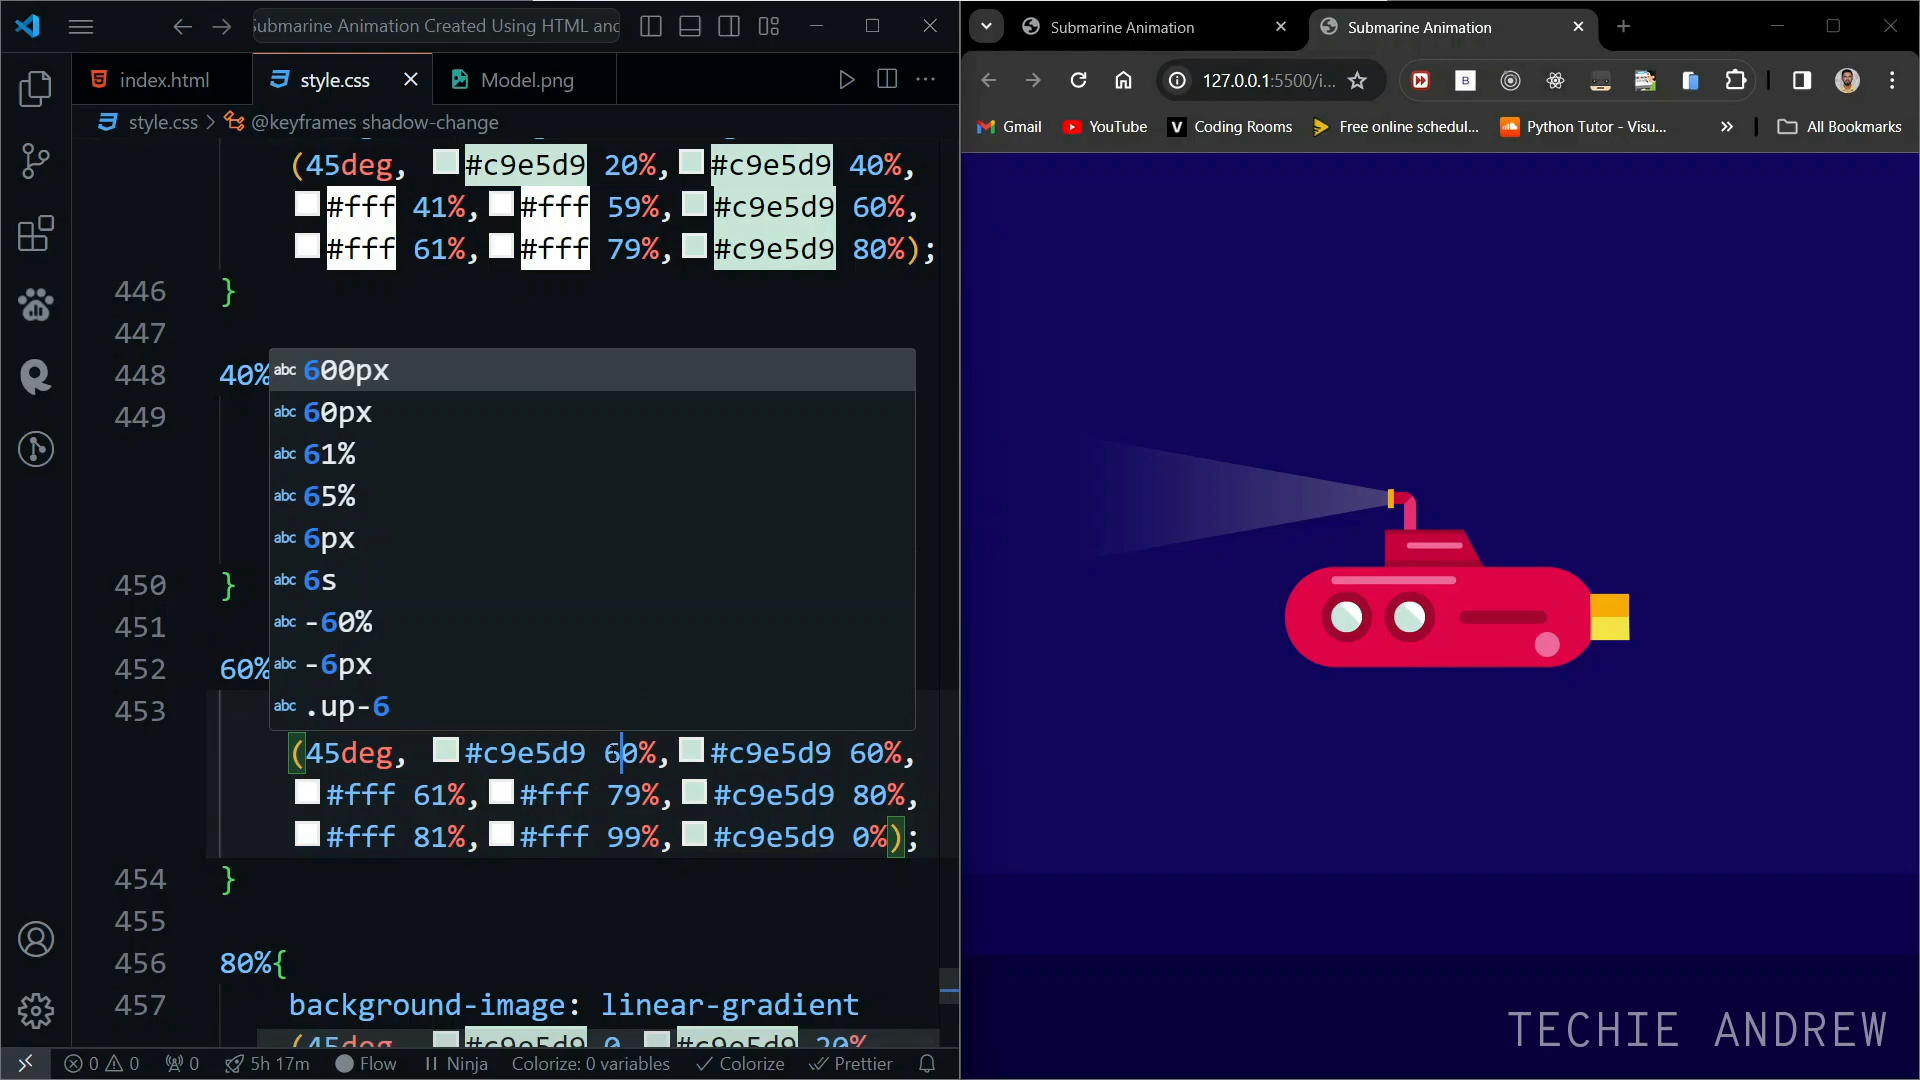 Submarine Animation Created Using HTML and
index.html
style.css
Model.png
style.css > @keyframes shadow-change
(45deg, #c9e5d9 20%, #c9e5d9 40%,
#fff 41%, #fff 59%, #c9e5d9 60%,
#fff 61%, #fff 79%, #c9e5d9 80%);
446 }
447
448 40%
449
abc 600px
abc 60px
abc 61%
abc 65%
abc 6px
abc 6s
abc -60%
abc -6px
abc .up-6
450 }
451
452 60%
453
(45deg, #c9e5d9 60%, #c9e5d9 60%,
#fff 61%, #fff 79%, #c9e5d9 80%,
#fff 81%, #fff 99%, #c9e5d9 0%);
454 }
455
456 80%{
457 background-image: linear-gradient
(45deg, #c9e5d9 0, #c9e5d9 20%
0 0 0 5h 17m Flow Ninja Colorize: 0 variables Colorize Prettier
Submarine Animation
Submarine Animation
127.0.0.1:5500/i...
Gmail YouTube Coding Rooms Free online schedul... Python Tutor - Visu... » All Bookmarks
TECHIE ANDREW